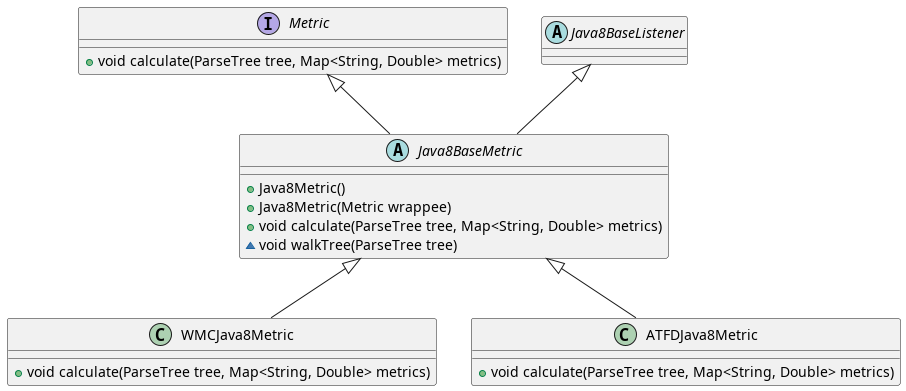 I Metric
void calculate(ParseTree tree, Map<String, Double> metrics)
A Java8BaseListener
A Java8BaseMetric
Java8Metric()
Java8Metric(Metric wrappee)
void calculate(ParseTree tree, Map<String, Double> metrics)
void walkTree(ParseTree tree)
C WMCJava8Metric
void calculate(ParseTree tree, Map<String, Double> metrics)
C ATFDJava8Metric
void calculate(ParseTree tree, Map<String, Double> metrics)